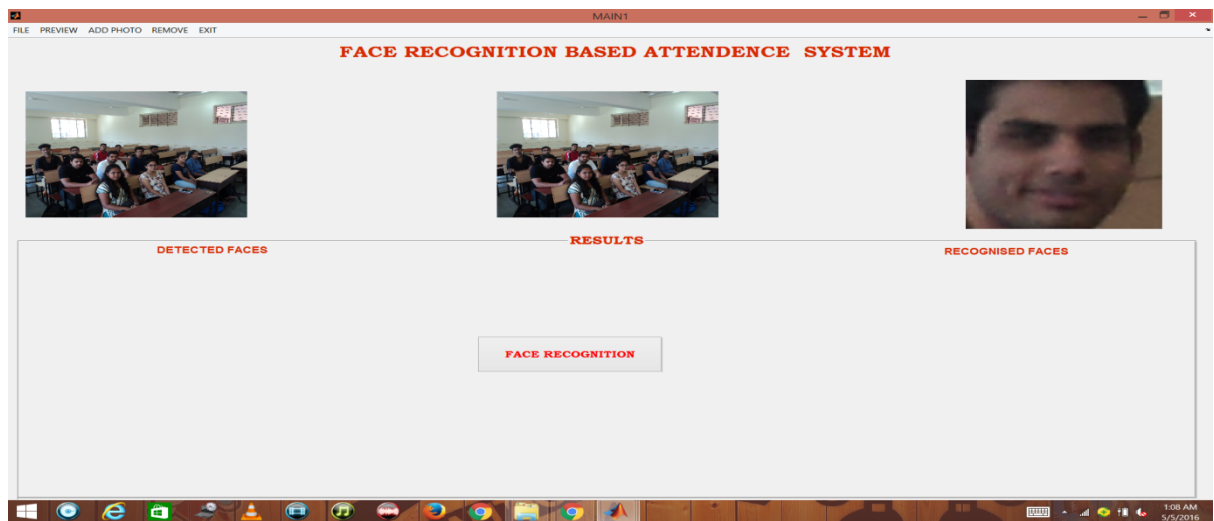 MAIN1
FILE PREVIEW ADD PHOTO REMOVE EXIT
FACE RECOGNITION BASED ATTENDENCE SYSTEM
RESULTS
DETECTED FACES
RECOGNISED FACES
FACE RECOGNITION
1:08 AM
5/5/2016